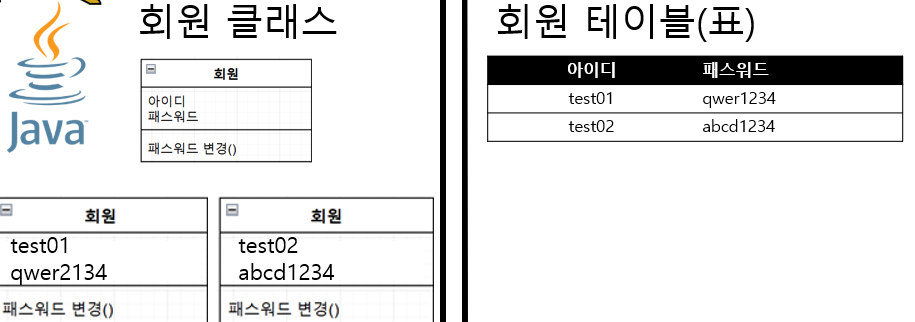 회원 클래스
Java™
회원
아이디
패스워드
패스워드 변경()
회원
test01
qwer2134
패스워드 변경()
회원
test02
abcd1234
패스워드 변경()
회원 테이블(표)
아이디 패스워드
test01 qwer1234
test02 abcd1234